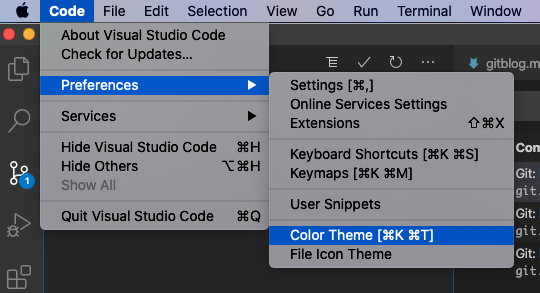 Code File Edit Selection View Go Run Terminal Window
About Visual Studio Code
Check for Updates...
Preferences
Services
Hide Visual Studio Code ⌘H
Hide Others ⌥⌘H
Show All
Quit Visual Studio Code ⌘Q
Settings [⌘,]
Online Services Settings
Extensions ⇧⌘X
Keyboard Shortcuts [⌘K ⌘S]
Keymaps [⌘K ⌘M]
User Snippets
Color Theme [⌘K ⌘T]
File Icon Theme
gitblog.m
Com
Git:
git.
Git:
git.
Git:
git.
1